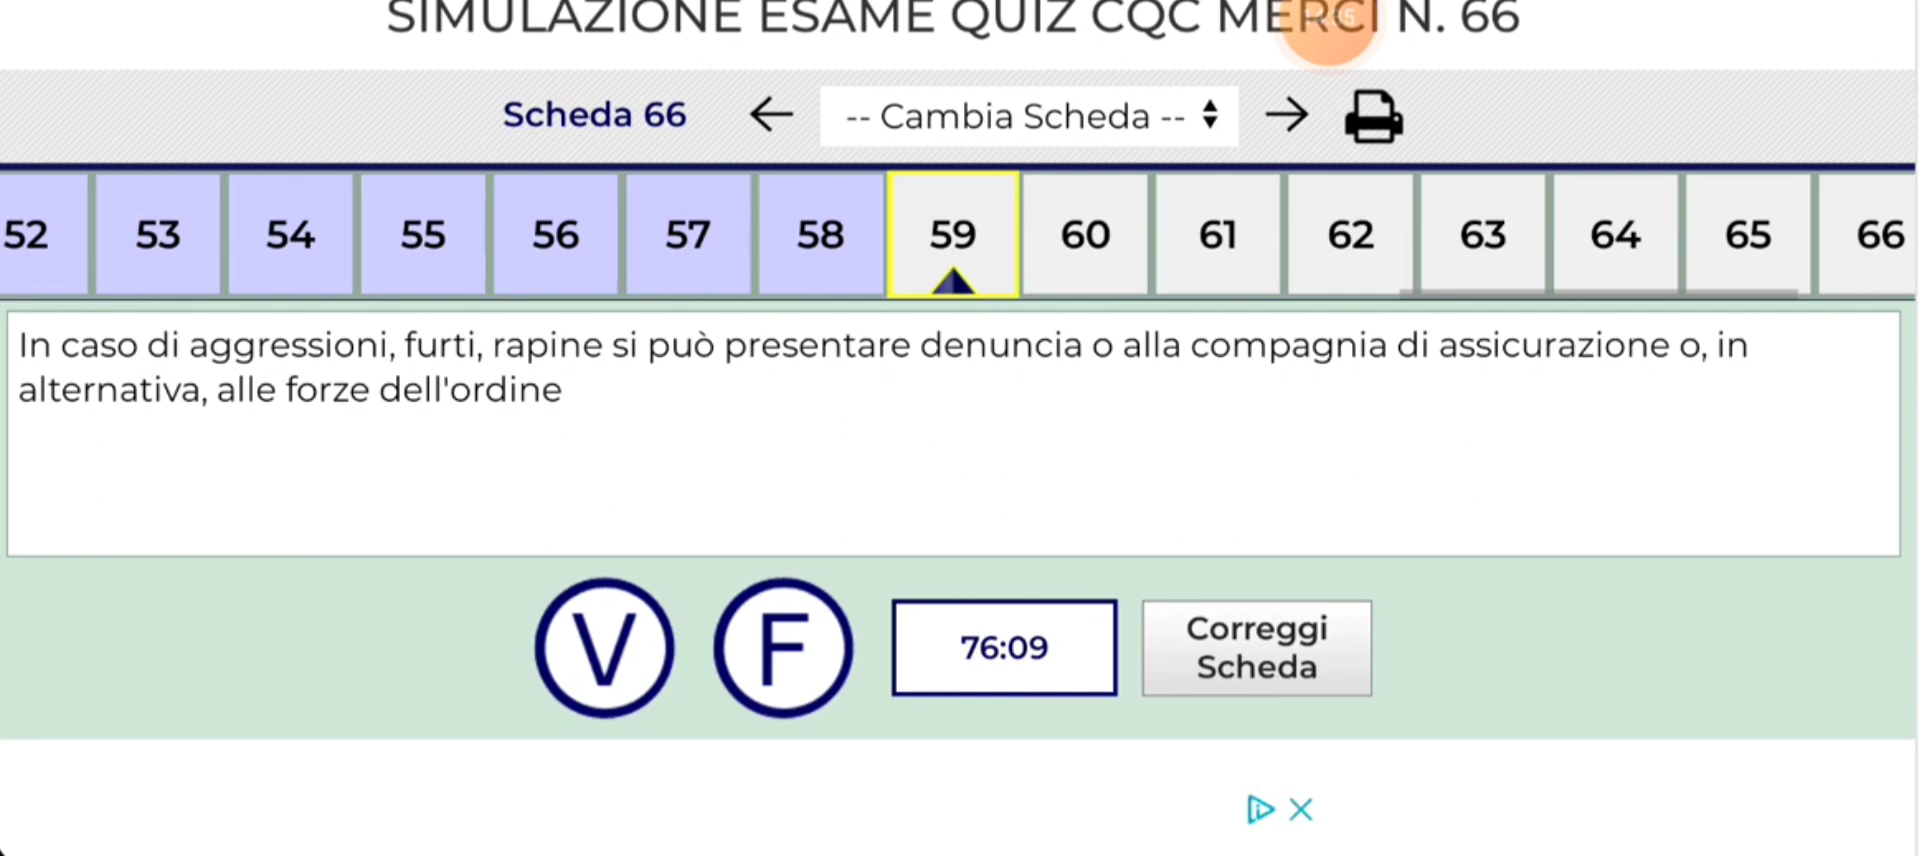 SIMULAZIONE ESAME QUIZ CQC MERCI N. 66
Scheda 66
-- Cambia Scheda --
52 53 54 55 56 57 58 59 60 61 62 63 64 65 66
In caso di aggressioni, furti, rapine si può presentare denuncia o alla compagnia di assicurazione o, in
alternativa, alle forze dell'ordine
V F 76:09 Correggi
Scheda